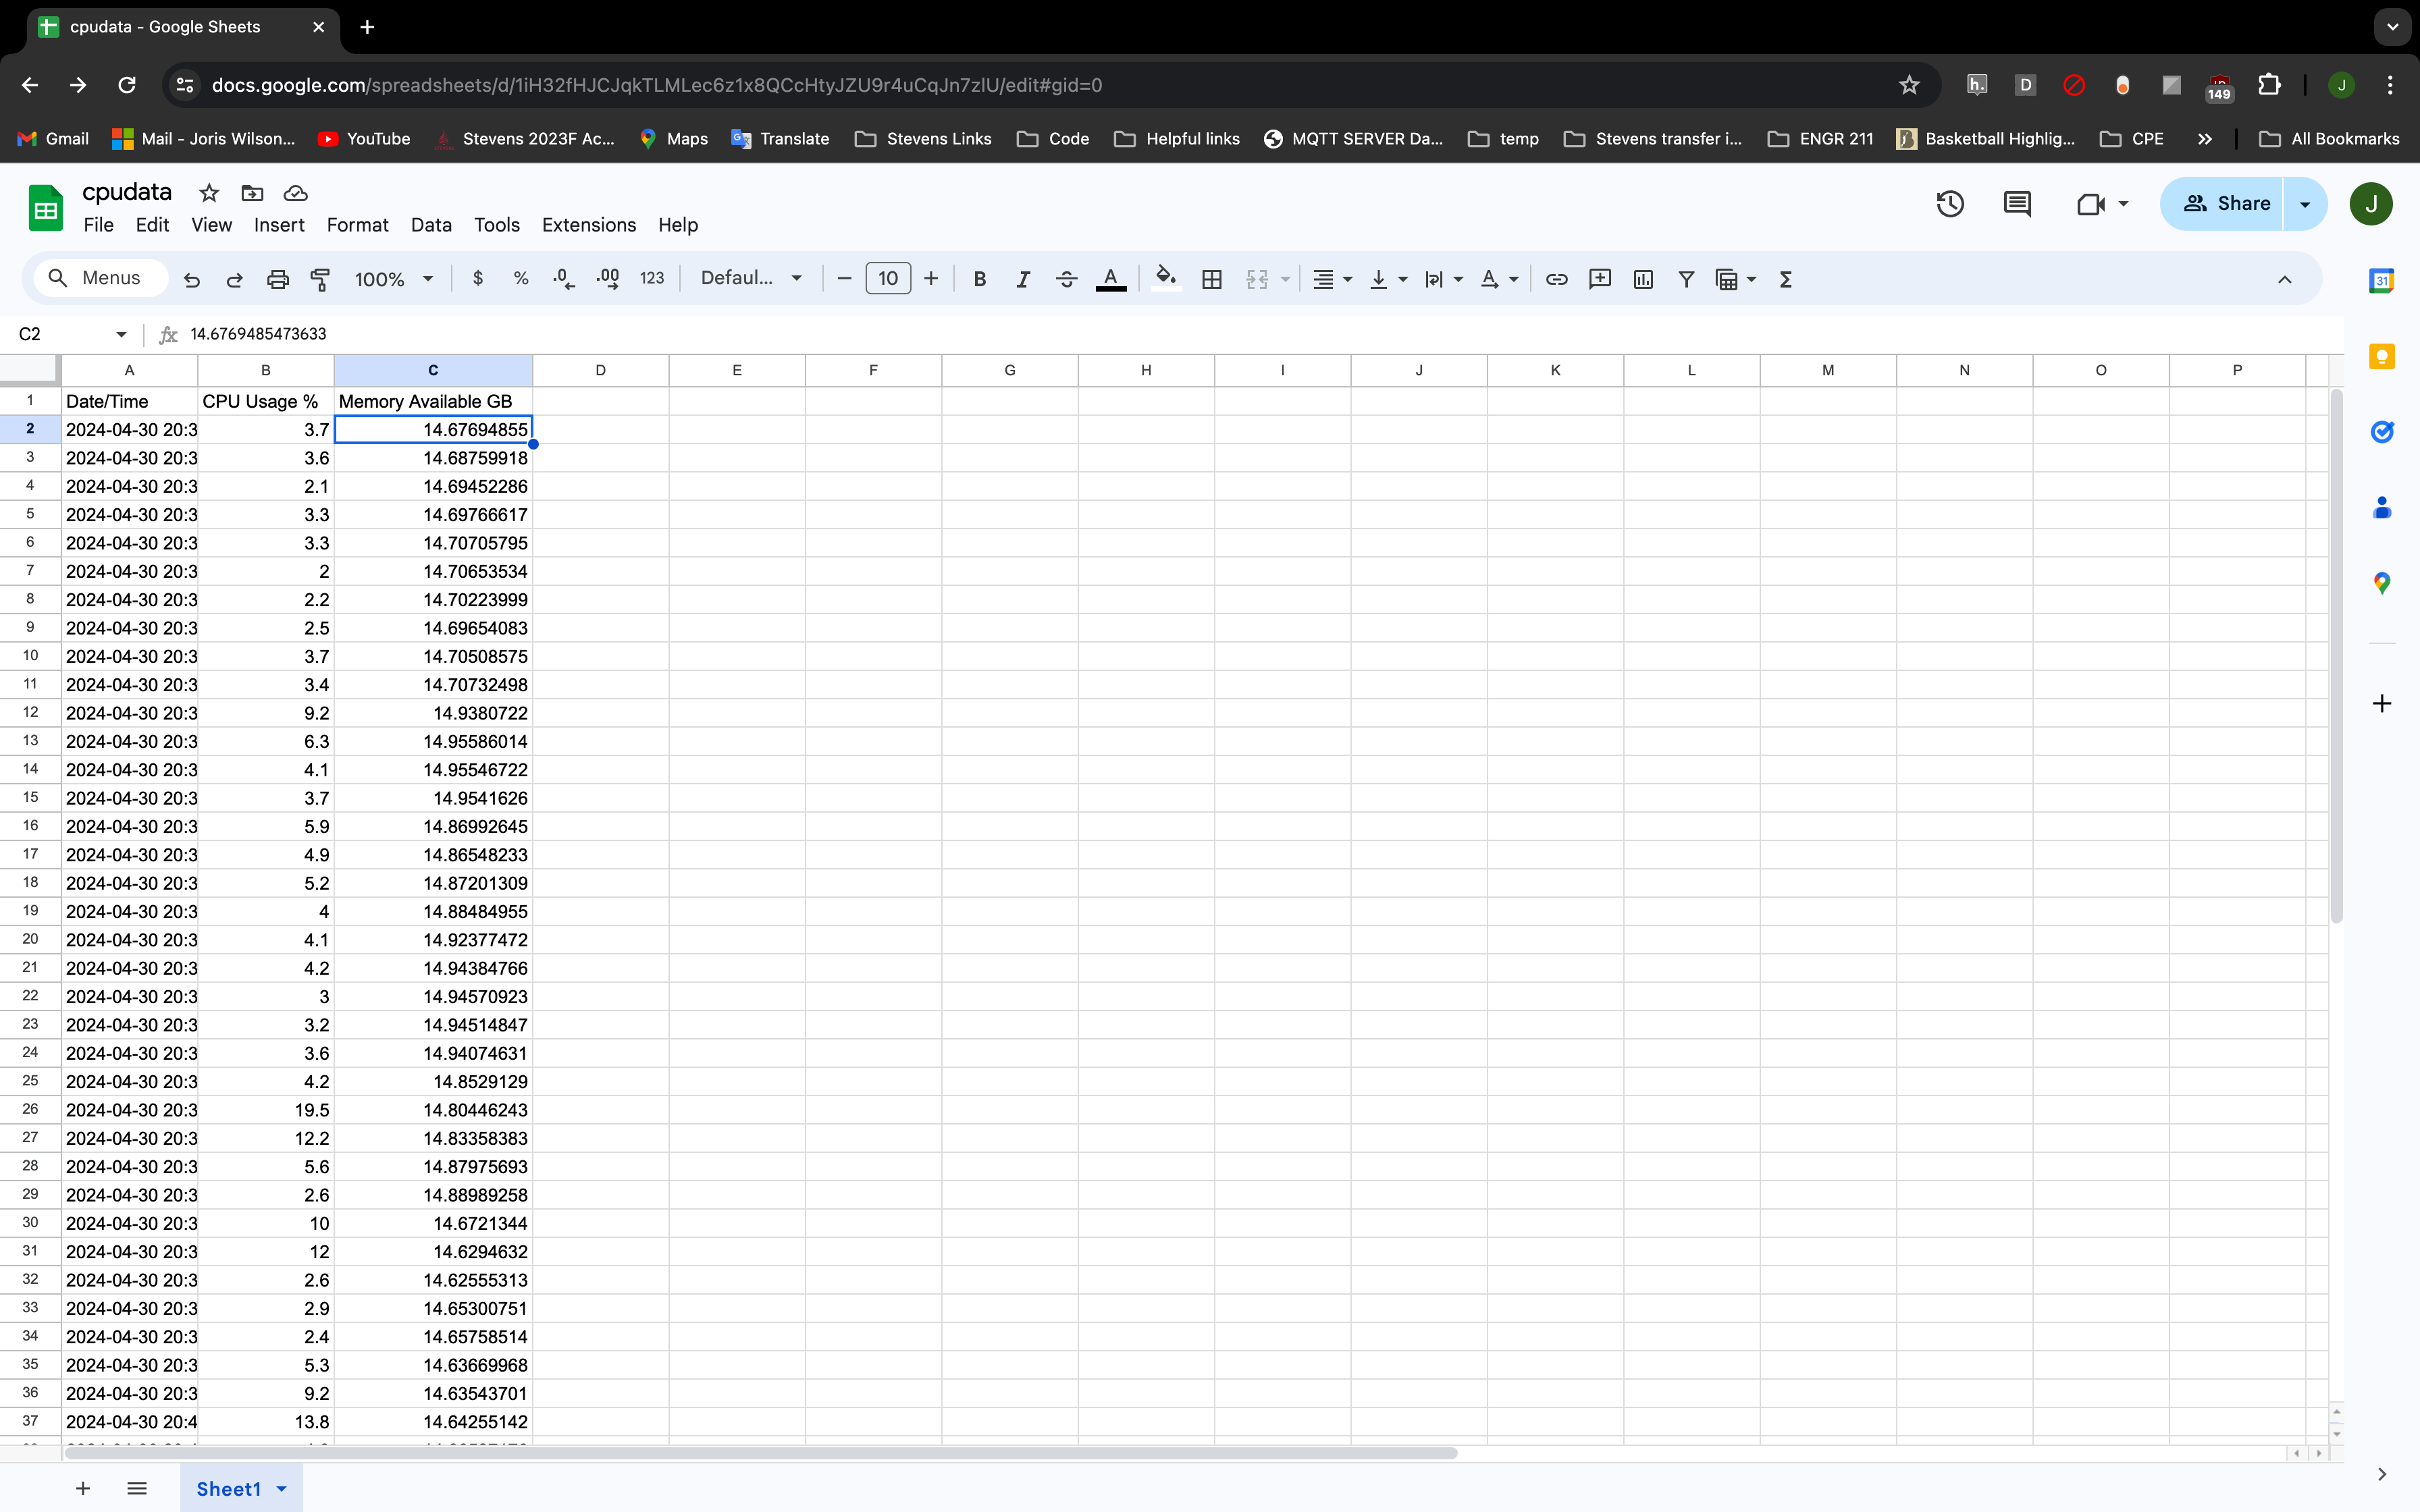 cpudata - Google Sheets
docs.google.com/spreadsheets/d/1iH32fHJCJqkTLMLec6z1x8QCcHtyJZU9r4uCqJn7zIU/edit#gid=0
h. D 149 J
Gmail Mail - Joris Wilson... YouTube Stevens 2023F Ac... Maps Translate Stevens Links Code Helpful links MQTT SERVER Da... temp Stevens transfer i... ENGR 211 Basketball Highlig... CPE All Bookmarks
cpudata
File Edit View Insert Format Data Tools Extensions Help
Share J
Menus 100% $ % .0 .00 123 Defaul... 10 B I A
31
C2 fx 14.6769485473633
A B C D E F G H I J K L M N O P
1 Date/Time CPU Usage % Memory Available GB
2 2024-04-30 20:3 3.7 14.67694855
3 2024-04-30 20:3 3.6 14.68759918
4 2024-04-30 20:3 2.1 14.69452286
5 2024-04-30 20:3 3.3 14.69766617
6 2024-04-30 20:3 3.3 14.70705795
7 2024-04-30 20:3 2 14.70653534
8 2024-04-30 20:3 2.2 14.70223999
9 2024-04-30 20:3 2.5 14.69654083
10 2024-04-30 20:3 3.7 14.70508575
11 2024-04-30 20:3 3.4 14.70732498
12 2024-04-30 20:3 9.2 14.9380722
13 2024-04-30 20:3 6.3 14.95586014
14 2024-04-30 20:3 4.1 14.95546722
15 2024-04-30 20:3 3.7 14.9541626
16 2024-04-30 20:3 5.9 14.86992645
17 2024-04-30 20:3 4.9 14.86548233
18 2024-04-30 20:3 5.2 14.87201309
19 2024-04-30 20:3 4 14.88484955
20 2024-04-30 20:3 4.1 14.92377472
21 2024-04-30 20:3 4.2 14.94384766
22 2024-04-30 20:3 3 14.94570923
23 2024-04-30 20:3 3.2 14.94514847
24 2024-04-30 20:3 3.6 14.94074631
25 2024-04-30 20:3 4.2 14.8529129
26 2024-04-30 20:3 19.5 14.80446243
27 2024-04-30 20:3 12.2 14.83358383
28 2024-04-30 20:3 5.6 14.87975693
29 2024-04-30 20:3 2.6 14.88989258
30 2024-04-30 20:3 10 14.6721344
31 2024-04-30 20:3 12 14.6294632
32 2024-04-30 20:3 2.6 14.62555313
33 2024-04-30 20:3 2.9 14.65300751
34 2024-04-30 20:3 2.4 14.65758514
35 2024-04-30 20:3 5.3 14.63669968
36 2024-04-30 20:3 9.2 14.63543701
37 2024-04-30 20:4 13.8 14.64255142
Sheet1